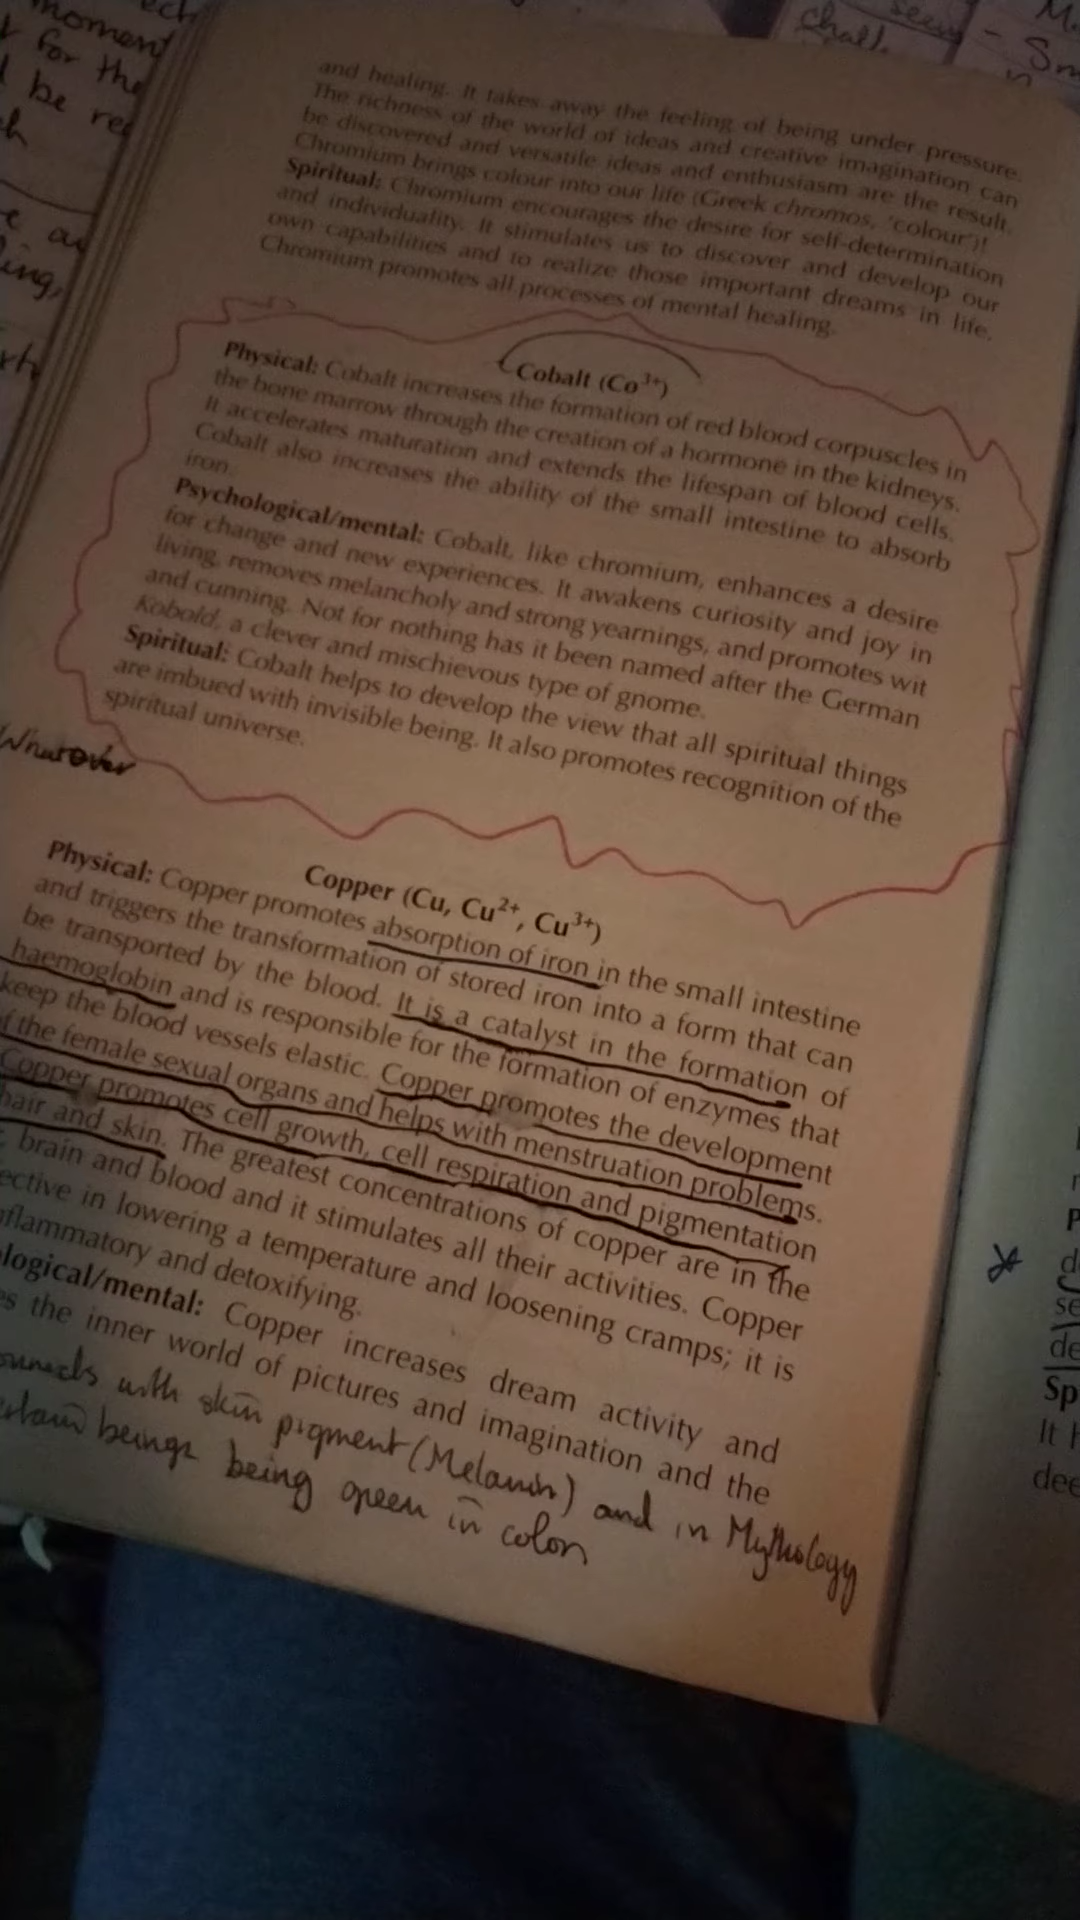 moment
for the
be
and healing. It takes away the feeling of being under pressure.
The richness of the world of ideas and creative imagination can
be discovered and versatile ideas and enthusiasm are the result.
Chromium brings colour into our life (Greek chromos, 'colour')!
Spiritual: Chromium encourages the desire for self-determination
and individuality. It stimulates us to discover and develop our
own capabilities and to realize those important dreams in life.
Chromium promotes all processes of mental healing.
Cobalt (Co3+)
Physical: Cobalt increases the formation of red blood corpuscles in
the bone marrow through the creation of a hormone in the kidneys.
It accelerates maturation and extends the lifespan of blood cells.
Cobalt also increases the ability of the small intestine to absorb
iron.
Psychological/mental: Cobalt, like chromium, enhances a desire
for change and new experiences. It awakens curiosity and joy in
living, removes melancholy and strong yearnings, and promotes wit
and cunning. Not for nothing has it been named after the German
Kobold, a clever and mischievous type of gnome.
Spiritual: Cobalt helps to develop the view that all spiritual things
are imbued with invisible being. It also promotes recognition of the
spiritual universe.
Copper (Cu, Cu2+, Cu3+)
Physical: Copper promotes absorption of iron in the small intestine
and triggers the transformation of stored iron into a form that can
be transported by the blood. It is a catalyst in the formation of
haemoglobin and is responsible for the formation of enzymes that
keep the blood vessels elastic. Copper promotes the development
of the female sexual organs and helps with menstruation problems.
Copper promotes cell growth, cell respiration and pigmentation
hair and skin. The greatest concentrations of copper are in the
brain and blood and it stimulates all their activities. Copper
ective in lowering a temperature and loosening cramps; it is
nflammatory and detoxifying.
ological/mental: Copper increases dream activity and
es the inner world of pictures and imagination and the
with skin pigment (Melanin) and in Mythology
beings being green in colon